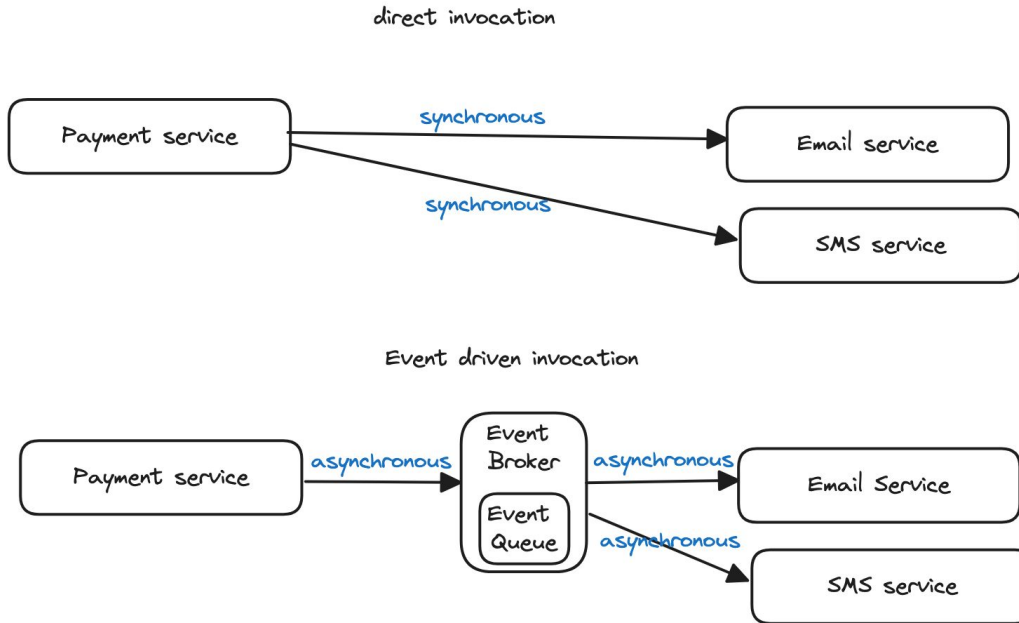 direct invocation
synchronous
Payment service
Email service
synchronous
SMS service
Event driven invocation
Event
Broker
asynchronous
asynchronous
Payment service
Email Service
Event
Queue
asynchronous
SMS service